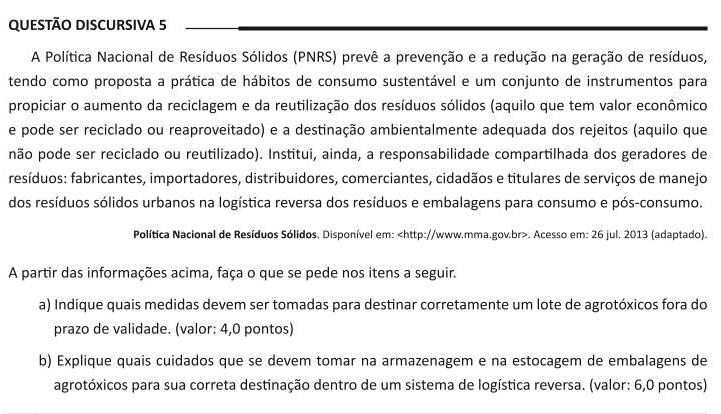 QUESTÃO DISCURSIVA 5
A Política Nacional de Resíduos Sólidos (PNRS) prevê a prevenção e a redução na geração de resíduos,
tendo como proposta a prática de hábitos de consumo sustentável e um conjunto de instrumentos para
propiciar o aumento da reciclagem e da reutilização dos resíduos sólidos (aquilo que tem valor econômico
e pode ser reciclado ou reaproveitado) e a destinação ambientalmente adequada dos rejeitos (aquilo que
não pode ser reciclado ou reutilizado). Institui, ainda, a responsabilidade compartilhada dos geradores de
resíduos: fabricantes, importadores, distribuidores, comerciantes, cidadãos e titulares de serviços de manejo
dos resíduos sólidos urbanos na logística reversa dos resíduos e embalagens para consumo e pós-consumo.
Política Nacional de Resíduos Sólidos. Disponível em: <http://www.mma.gov.br>. Acesso em: 26 jul. 2013 (adaptado).
A partir das informações acima, faça o que se pede nos itens a seguir.
a) Indique quais medidas devem ser tomadas para destinar corretamente um lote de agrotóxicos fora do
prazo de validade. (valor: 4,0 pontos)
b) Explique quais cuidados que se devem tomar na armazenagem e na estocagem de embalagens de
agrotóxicos para sua correta destinação dentro de um sistema de logística reversa. (valor: 6,0 pontos)